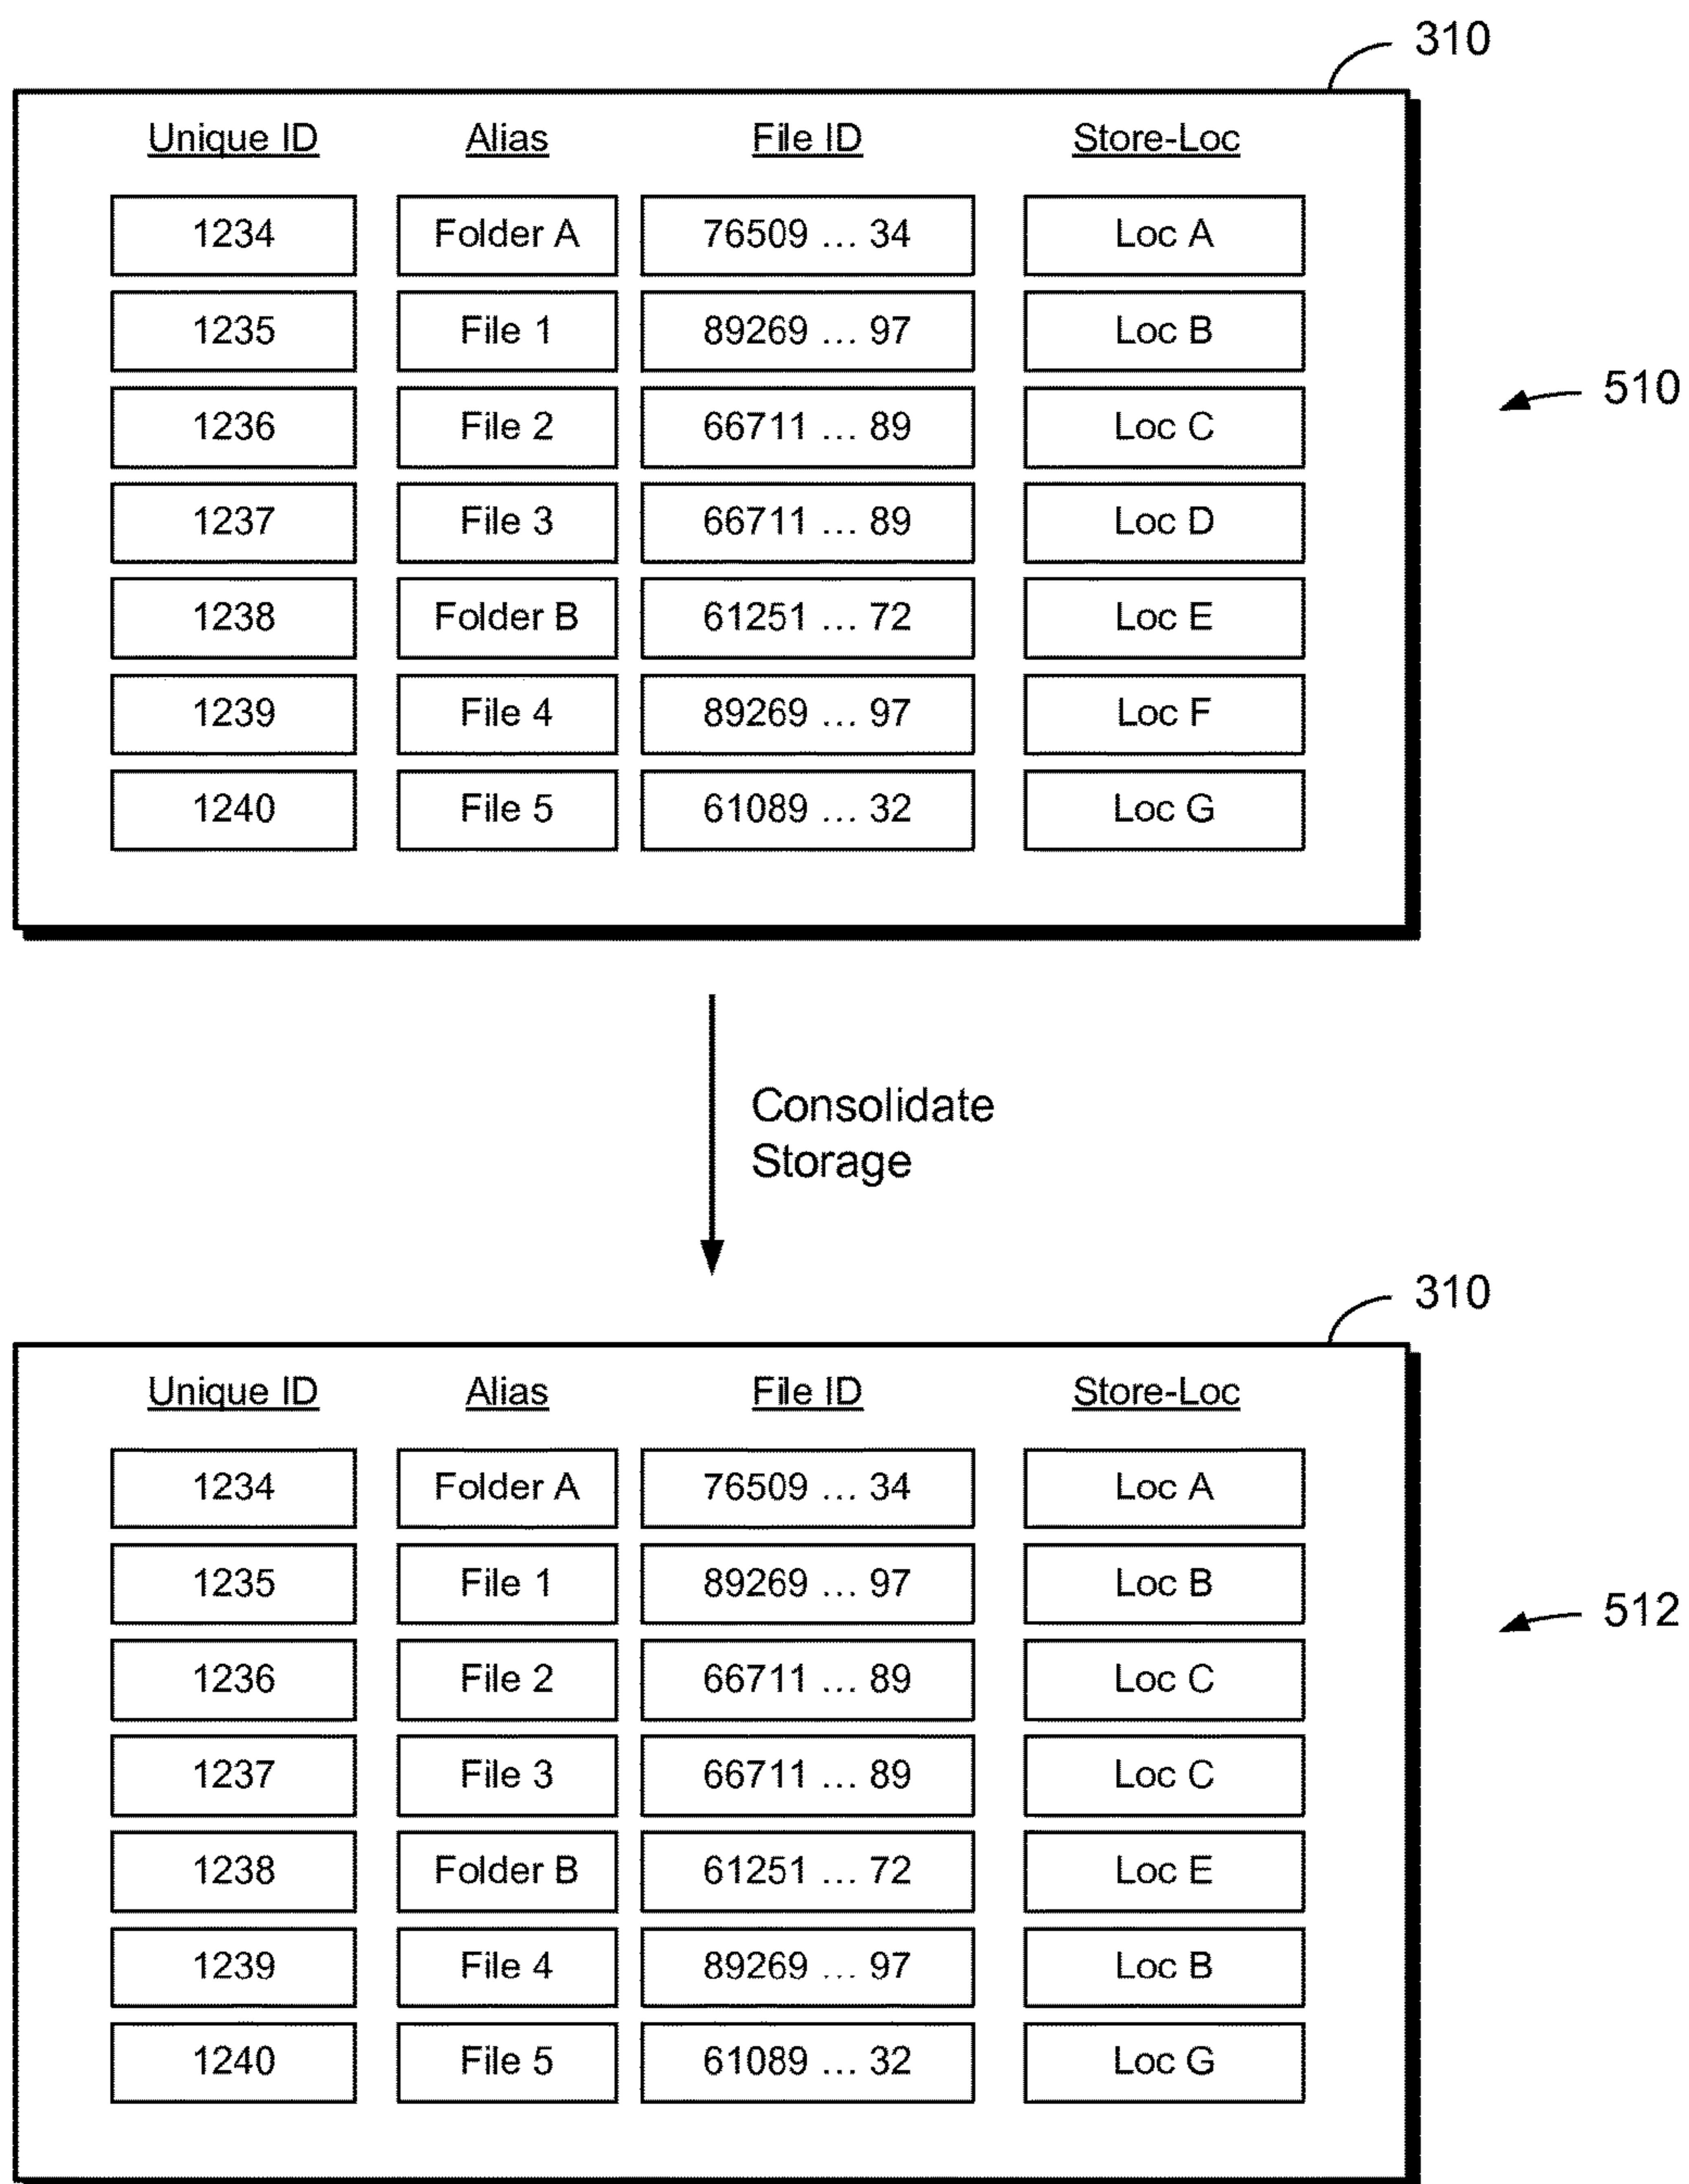 310
Unique ID Alias File ID Store-Loc
1234 Folder A 76509 ... 34 Loc A
1235 File 1 89269 ... 97 Loc B
510
1236 File 2 66711 ... 89 Loc C
1237 File 3 66711 ... 89 Loc D
1238 Folder B 61251 ... 72 Loc E
1239 File 4 89269 ... 97 Loc F
1240 File 5 61089 ... 32 Loc G
Consolidate
Storage
310
Unique ID Alias File ID Store-Loc
1234 Folder A 76509 ... 34 Loc A
1235 File 1 89269 ... 97 Loc B
512
1236 File 2 66711 ... 89 Loc C
1237 File 3 66711 ... 89 Loc C
1238 Folder B 61251 ... 72 Loc E
1239 File 4 89269 ... 97 Loc B
1240 File 5 61089 ... 32 Loc G